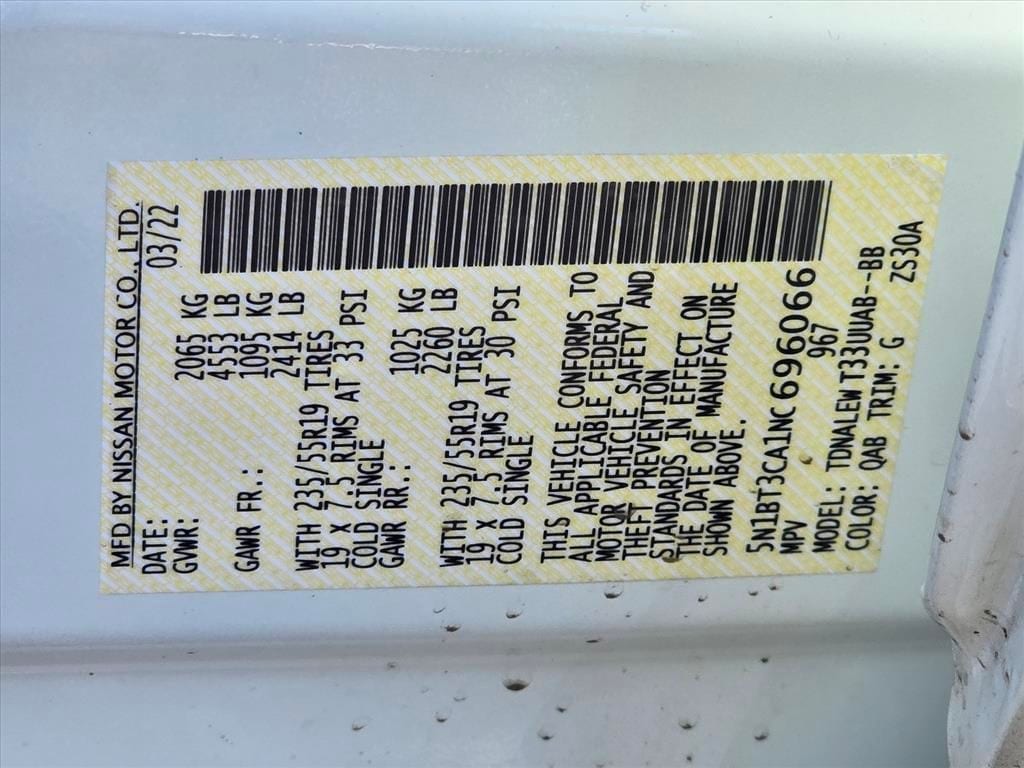 MFD BY NISSAN MOTOR CO., LTD.
DATE: 03/22
GVWR: 2065 KG
4553 LB
GAWR FR.: 1095 KG
2414 LB
WITH 235/55R19 TIRES
19 X 7.5 RIMS AT 33 PSI
COLD SINGLE
GAWR RR.: 1025 KG
2260 LB
WITH 235/55R19 TIRES
19 X 7.5 RIMS AT 30 PSI
COLD SINGLE
THIS VEHICLE CONFORMS TO
ALL APPLICABLE FEDERAL
MOTOR VEHICLE SAFETY AND
THEFT PREVENTION
STANDARDS IN EFFECT ON
THE DATE OF MANUFACTURE
SHOWN ABOVE.
5N1BT3CA1NC696066
MPV 967
MODEL: TDNALEWT33UUAB--BB
COLOR: QAB TRIM: G ZS30A